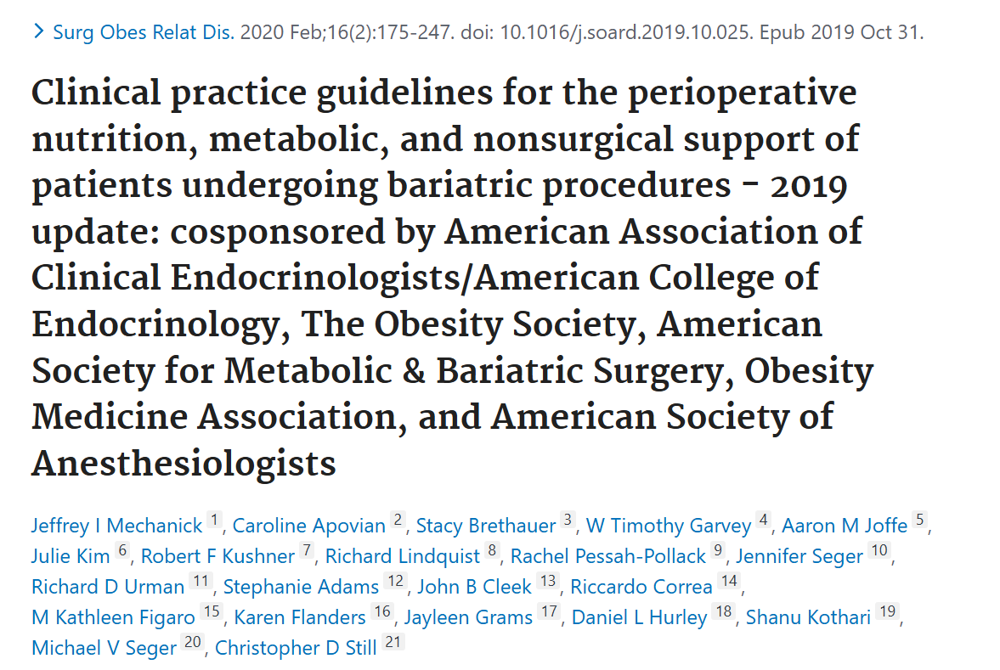 > Surg Obes Relat Dis. 2020 Feb;16(2):175-247. doi: 10.1016/j.soard.2019.10.025. Epub 2019 Oct 31.
Clinical practice guidelines for the perioperative
nutrition, metabolic, and nonsurgical support of
patients undergoing bariatric procedures - 2019
update: cosponsored by American Association of
Clinical Endocrinologists/American College of
Endocrinology, The Obesity Society, American
Society for Metabolic & Bariatric Surgery, Obesity
Medicine Association, and American Society of
Anesthesiologists
Jeffrey I Mechanick 1, Caroline Apovian 2, Stacy Brethauer 3, W Timothy Garvey 4, Aaron M Joffe 5,
Julie Kim 6, Robert F Kushner 7, Richard Lindquist 8, Rachel Pessah-Pollack 9, Jennifer Seger 10,
Richard D Urman 11, Stephanie Adams 12, John B Cleek 13, Riccardo Correa 14,
M Kathleen Figaro 15, Karen Flanders 16, Jayleen Grams 17, Daniel L Hurley 18, Shanu Kothari 19,
Michael V Seger 20, Christopher D Still 21